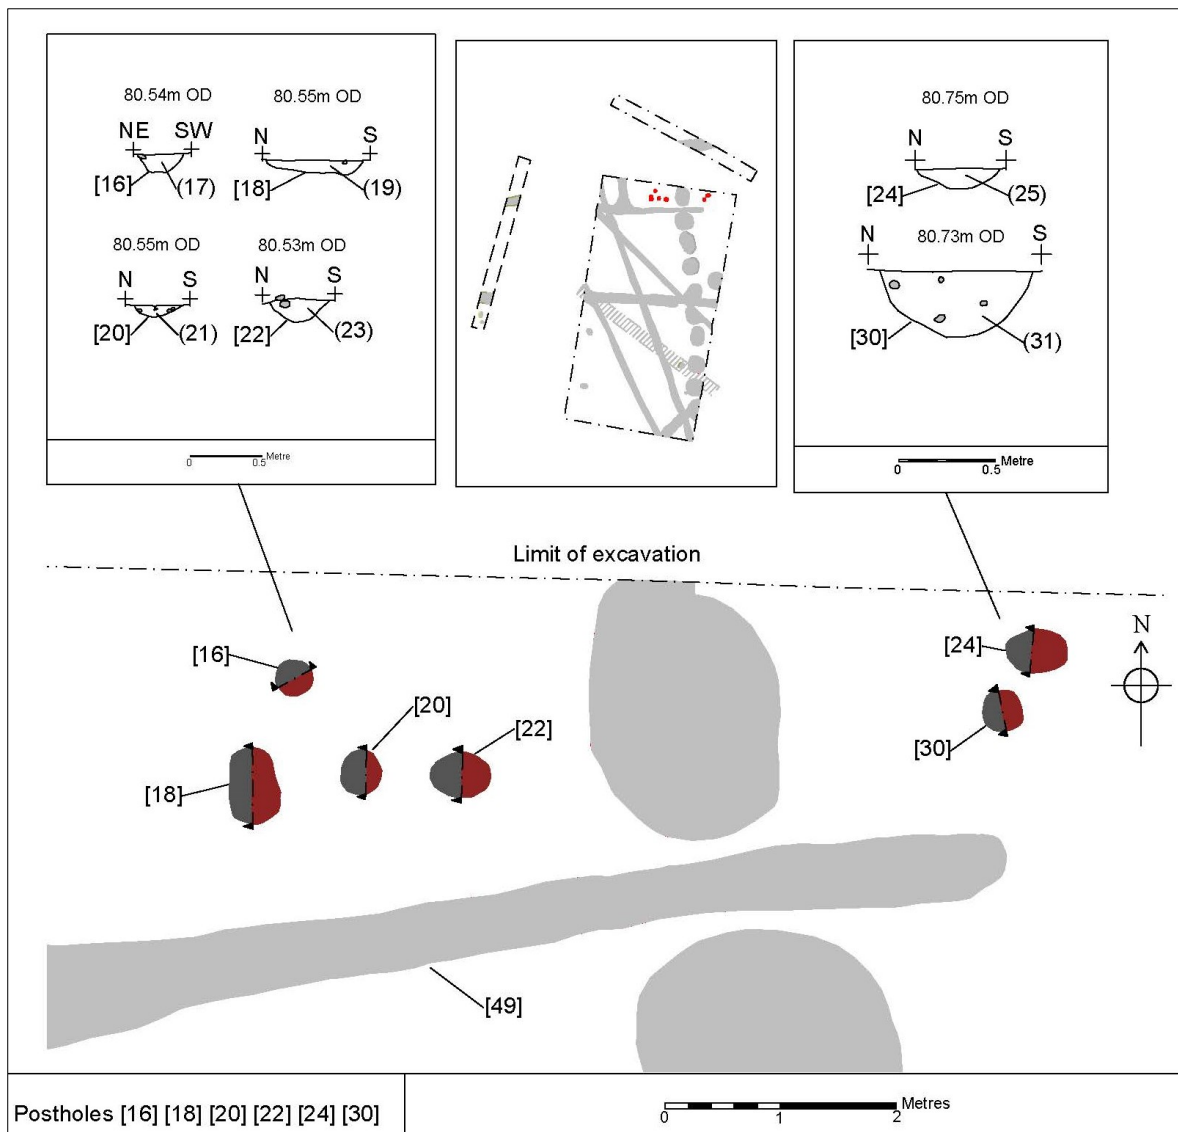 80.54m OD 80.55m OD
NE SW N S
[16] (17) [18] (19)
80.55m OD 80.53m OD
N S N S
[20] (21) [22] (23)
0 0.5 Metre
80.75m OD
N S
[24] (25)
80.73m OD
N S
[30] (31)
0 0.5 Metre
Limit of excavation
[16]
[24]
N
[20]
[22]
[30]
[18]
[49]
Postholes [16] [18] [20] [22] [24] [30]
0 1 2 Metres